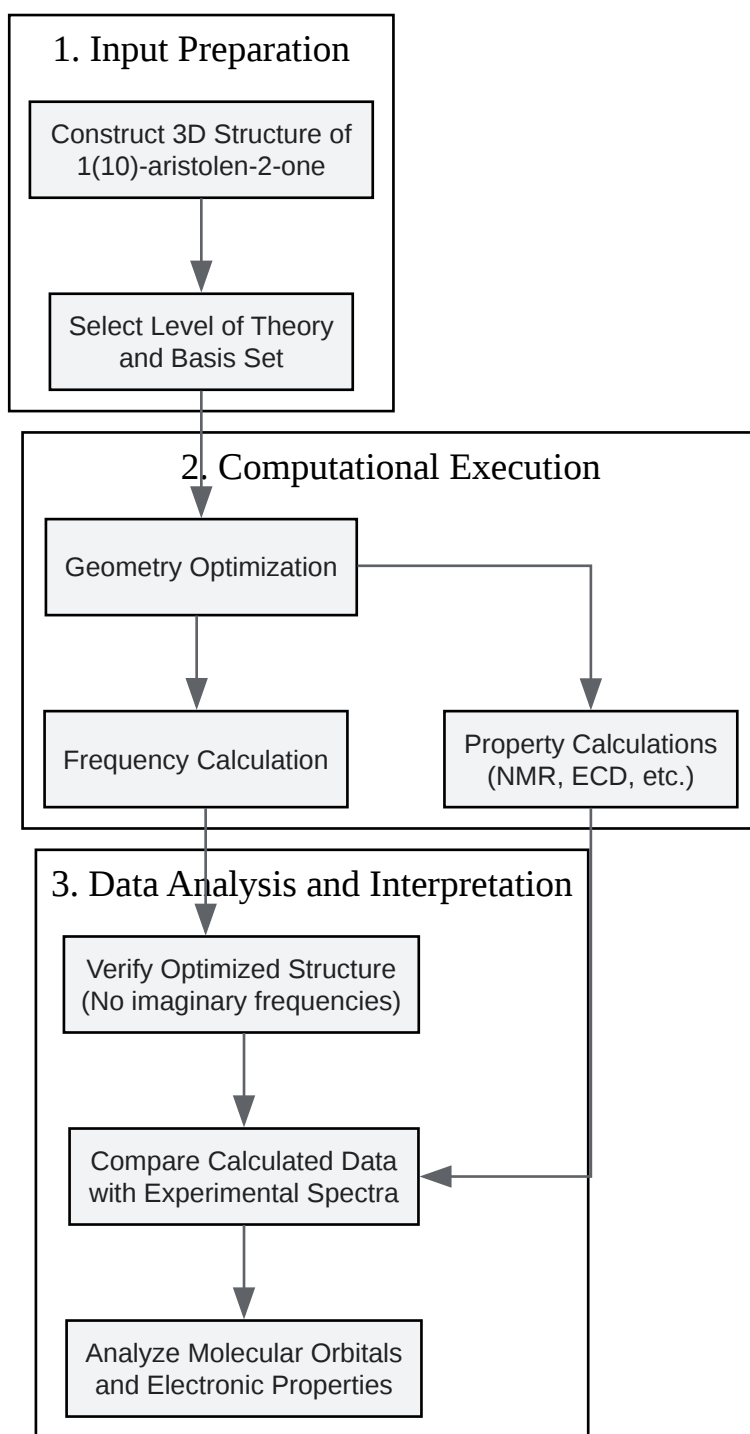 1. Input Preparation
Construct 3D Structure of
1(10)-aristolen-2-one
Select Level of Theory
and Basis Set
2. Computational Execution
Geometry Optimization
Frequency Calculation
Property Calculations
(NMR, ECD, etc.)
3. Data Analysis and Interpretation
Verify Optimized Structure
(No imaginary frequencies)
Compare Calculated Data
with Experimental Spectra
Analyze Molecular Orbitals
and Electronic Properties